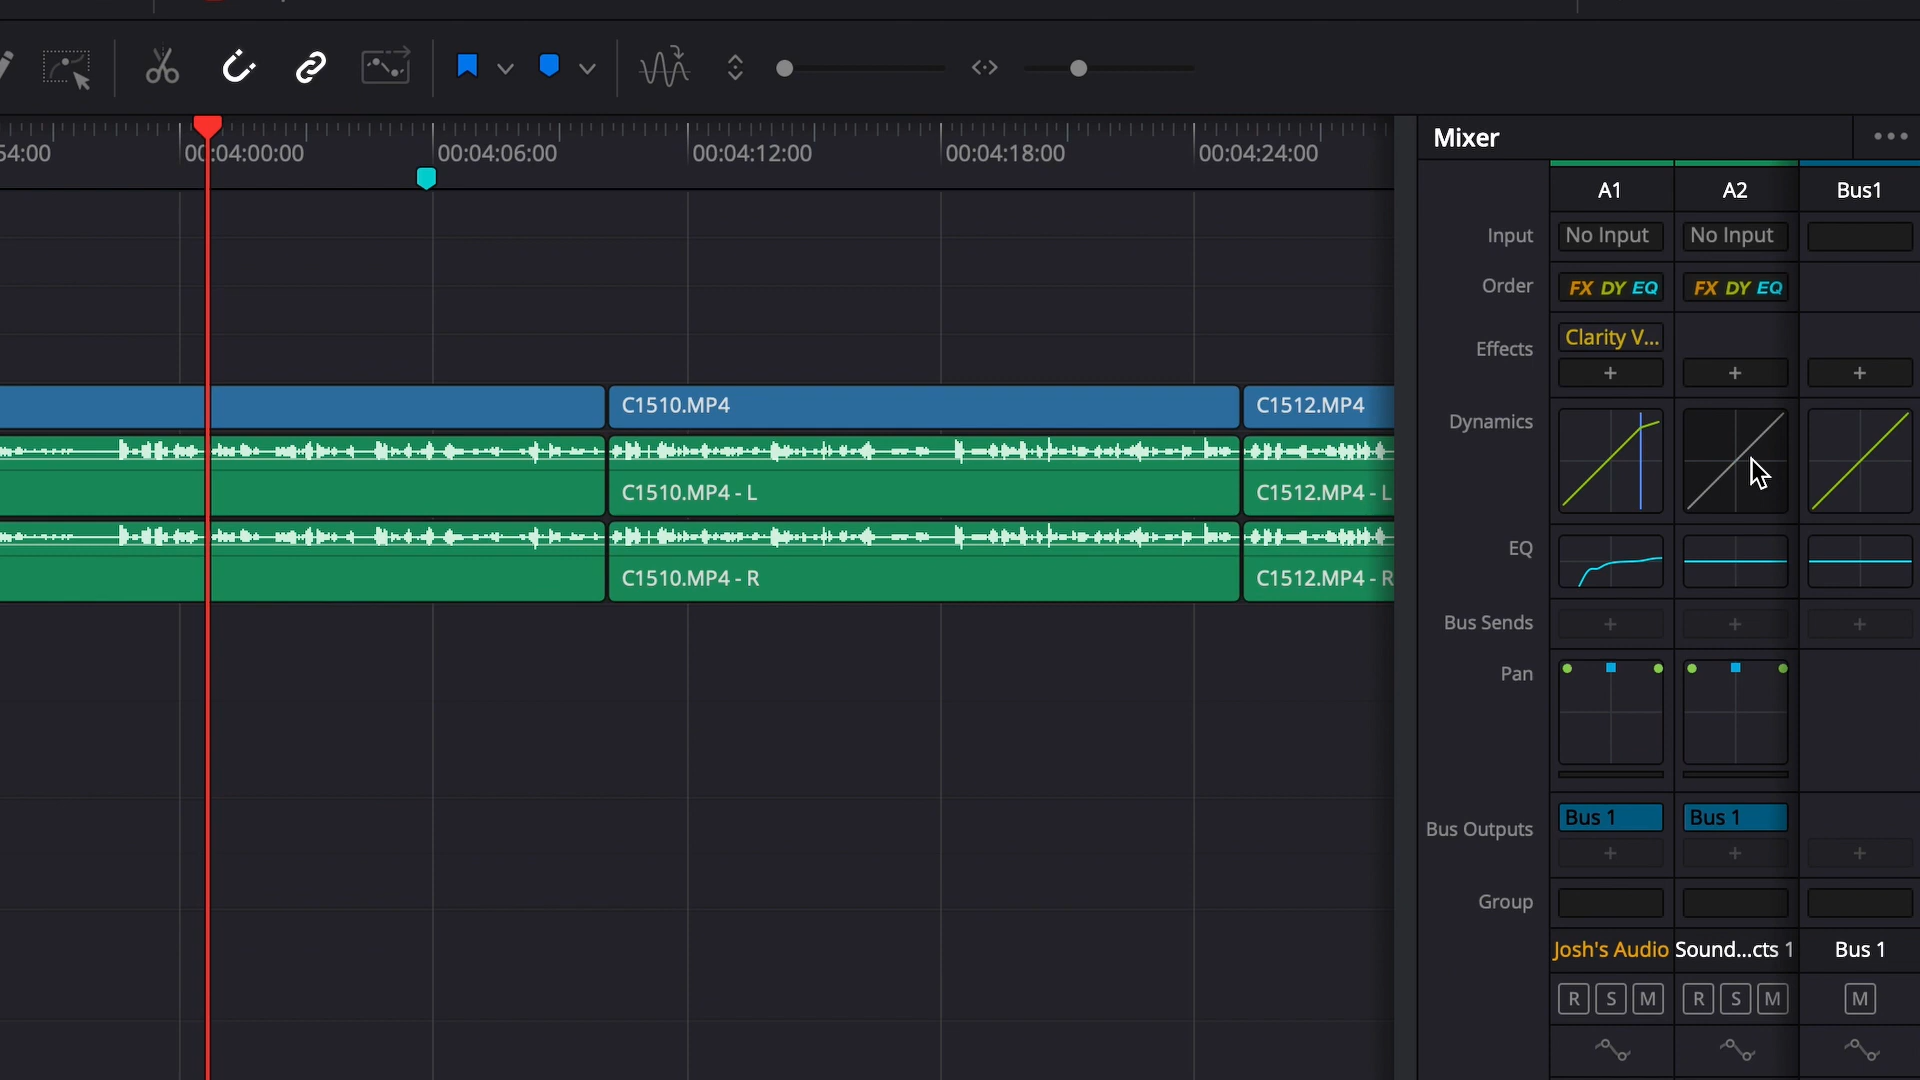 54:00
00:04:00:00
00:04:06:00
00:04:12:00
00:04:18:00
00:04:24:00
Mixer
A1
A2
Bus1
Input
No Input
No Input
Order
FX DY EQ
FX DY EQ
Effects
Clarity V...
+
+
+
Dynamics
EQ
Bus Sends
+
+
+
Pan
Bus Outputs
Bus 1
Bus 1
+
+
+
Group
Josh's Audio
Sound...cts 1
Bus 1
R S M
R S M
M
C1510.MP4
C1512.MP4
C1510.MP4 - L
C1512.MP4 - L
C1510.MP4 - R
C1512.MP4 - R